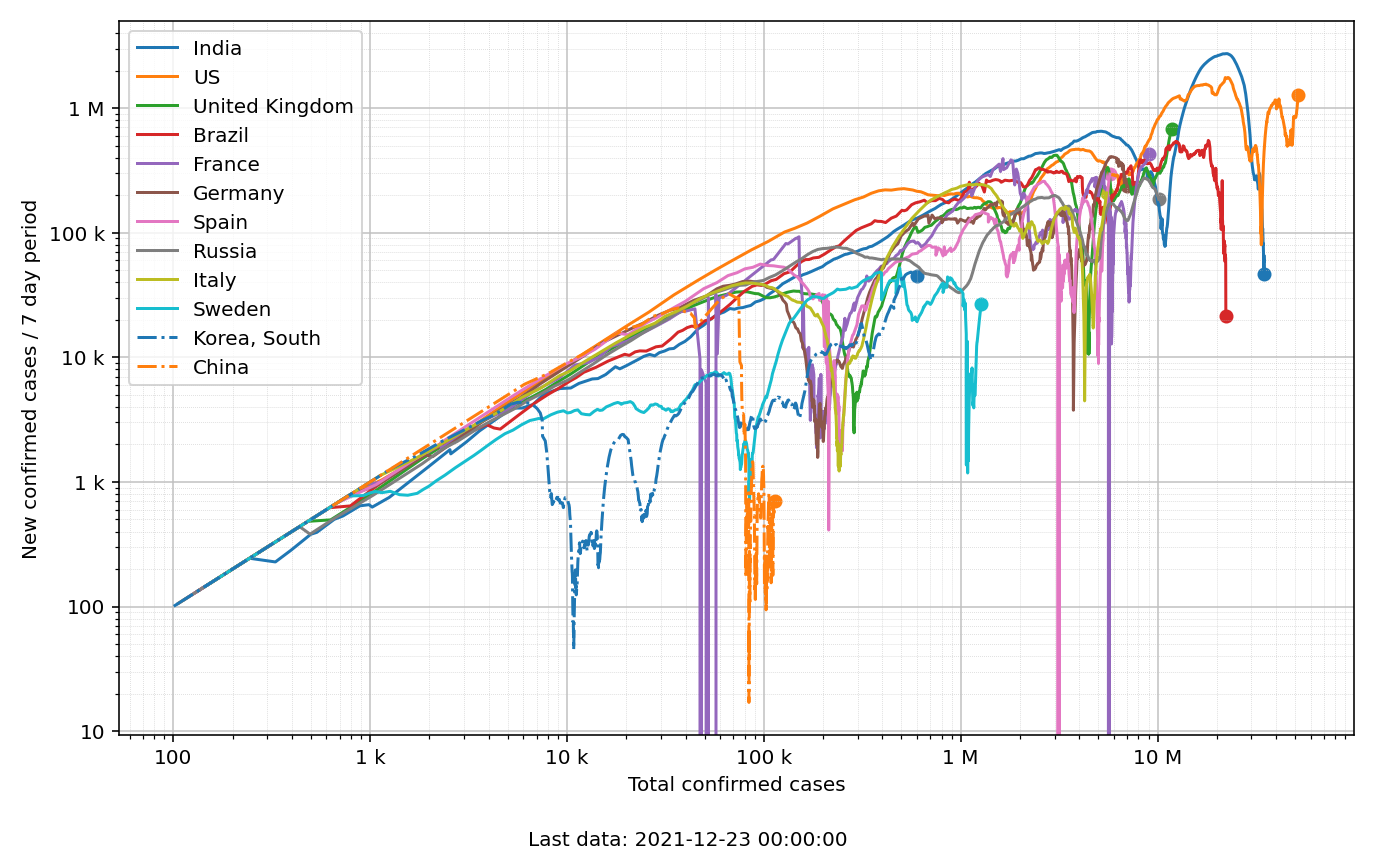 India
US
United Kingdom
Brazil
France
Germany
Spain
Russia
Italy
Sweden
Korea, South
China
New confirmed cases / 7 day period
1 M
100 k
10 k
1 k
100
10
100 1 k 10 k 100 k 1 M 10 M
Total confirmed cases
Last data: 2021-12-23 00:00:00